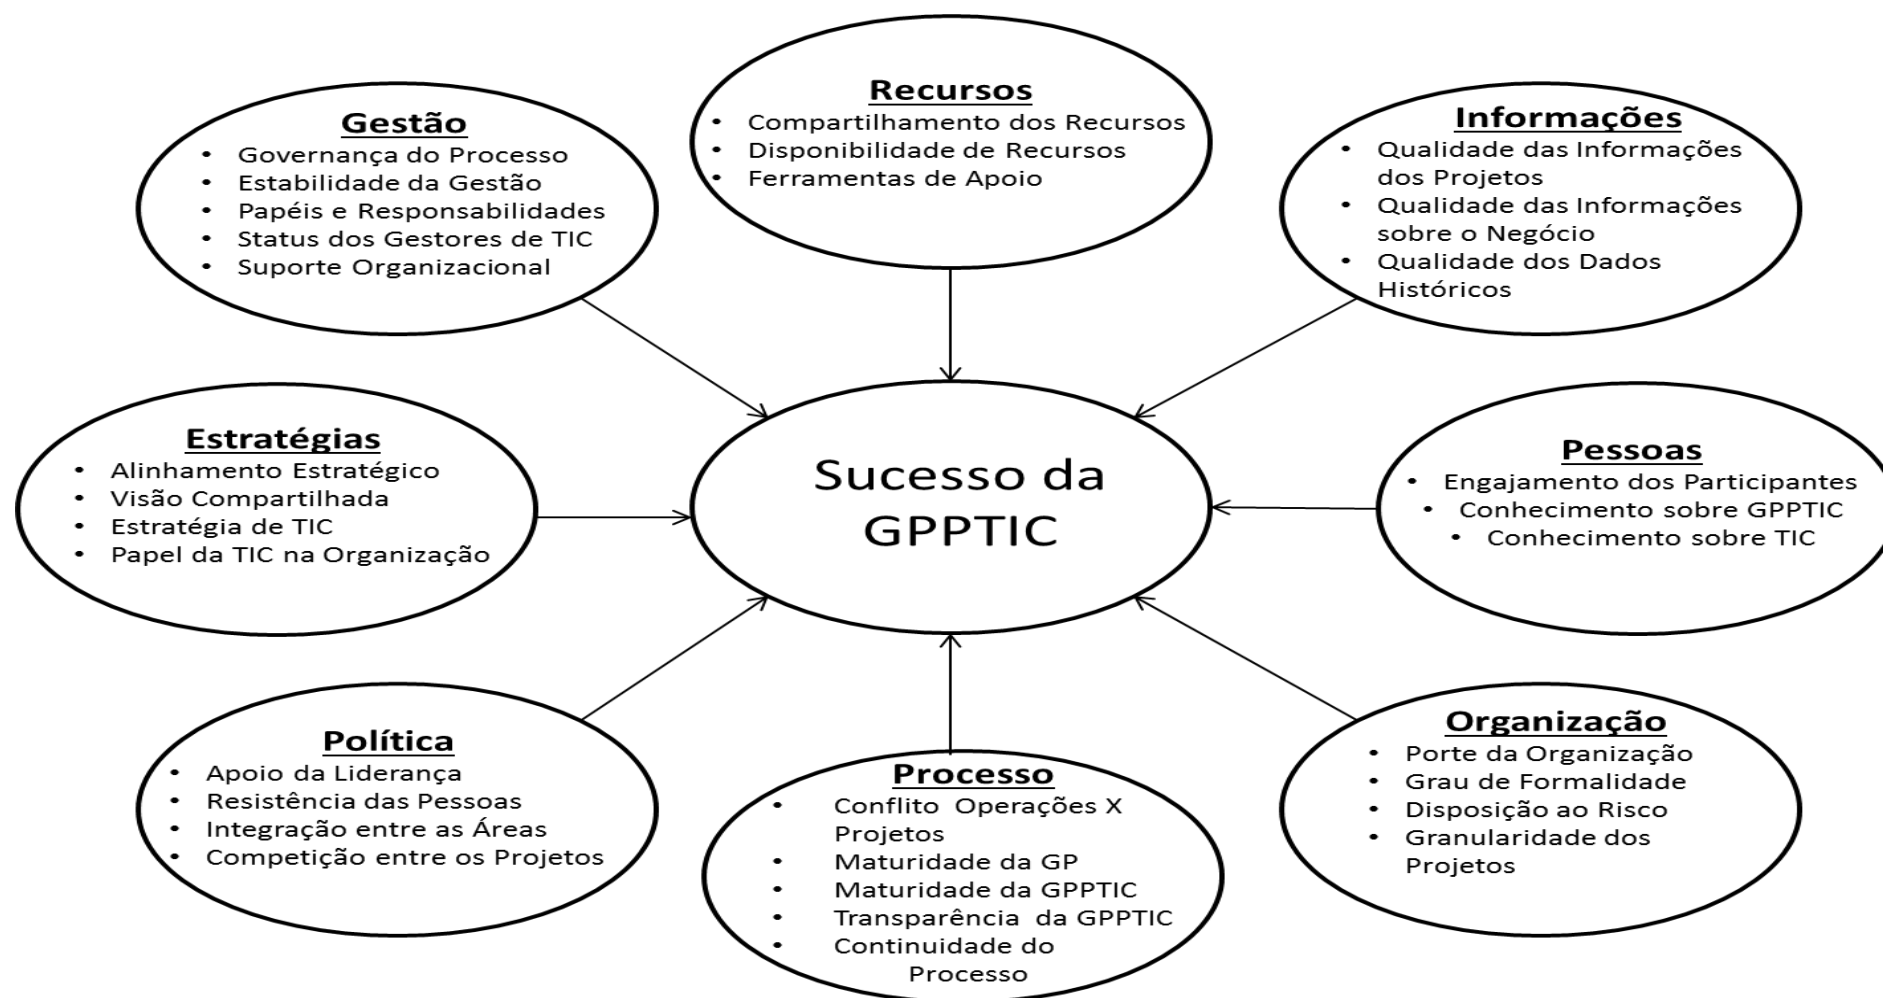 Recursos
• Compartilhamento dos Recursos
• Disponibilidade de Recursos
• Ferramentas de Apoio
Gestão
• Governança do Processo
• Estabilidade da Gestão
• Papéis e Responsabilidades
• Status dos Gestores de TIC
• Suporte Organizacional
Informações
• Qualidade das Informações
dos Projetos
• Qualidade das Informações
sobre o Negócio
• Qualidade dos Dados
Históricos
Estratégias
• Alinhamento Estratégico
• Visão Compartilhada
• Estratégia de TIC
• Papel da TIC na Organização
Sucesso da
GPPTIC
Pessoas
• Engajamento dos Participantes
• Conhecimento sobre GPPTIC
• Conhecimento sobre TIC
Política
• Apoio da Liderança
• Resistência das Pessoas
• Integração entre as Áreas
• Competição entre os Projetos
Processo
• Conflito Operações X
Projetos
• Maturidade da GP
• Maturidade da GPPTIC
• Transparência da GPPTIC
• Continuidade do
Processo
Organização
• Porte da Organização
• Grau de Formalidade
• Disposição ao Risco
• Granularidade dos
Projetos